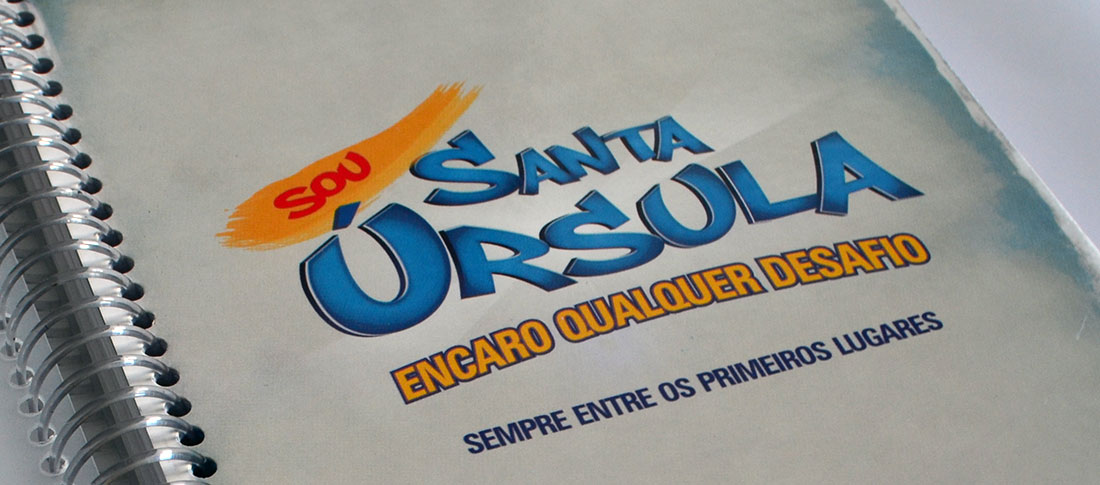 SOU
SANTA
ÚRSULA
ENCARO QUALQUER DESAFIO
SEMPRE ENTRE OS PRIMEIROS LUGARES